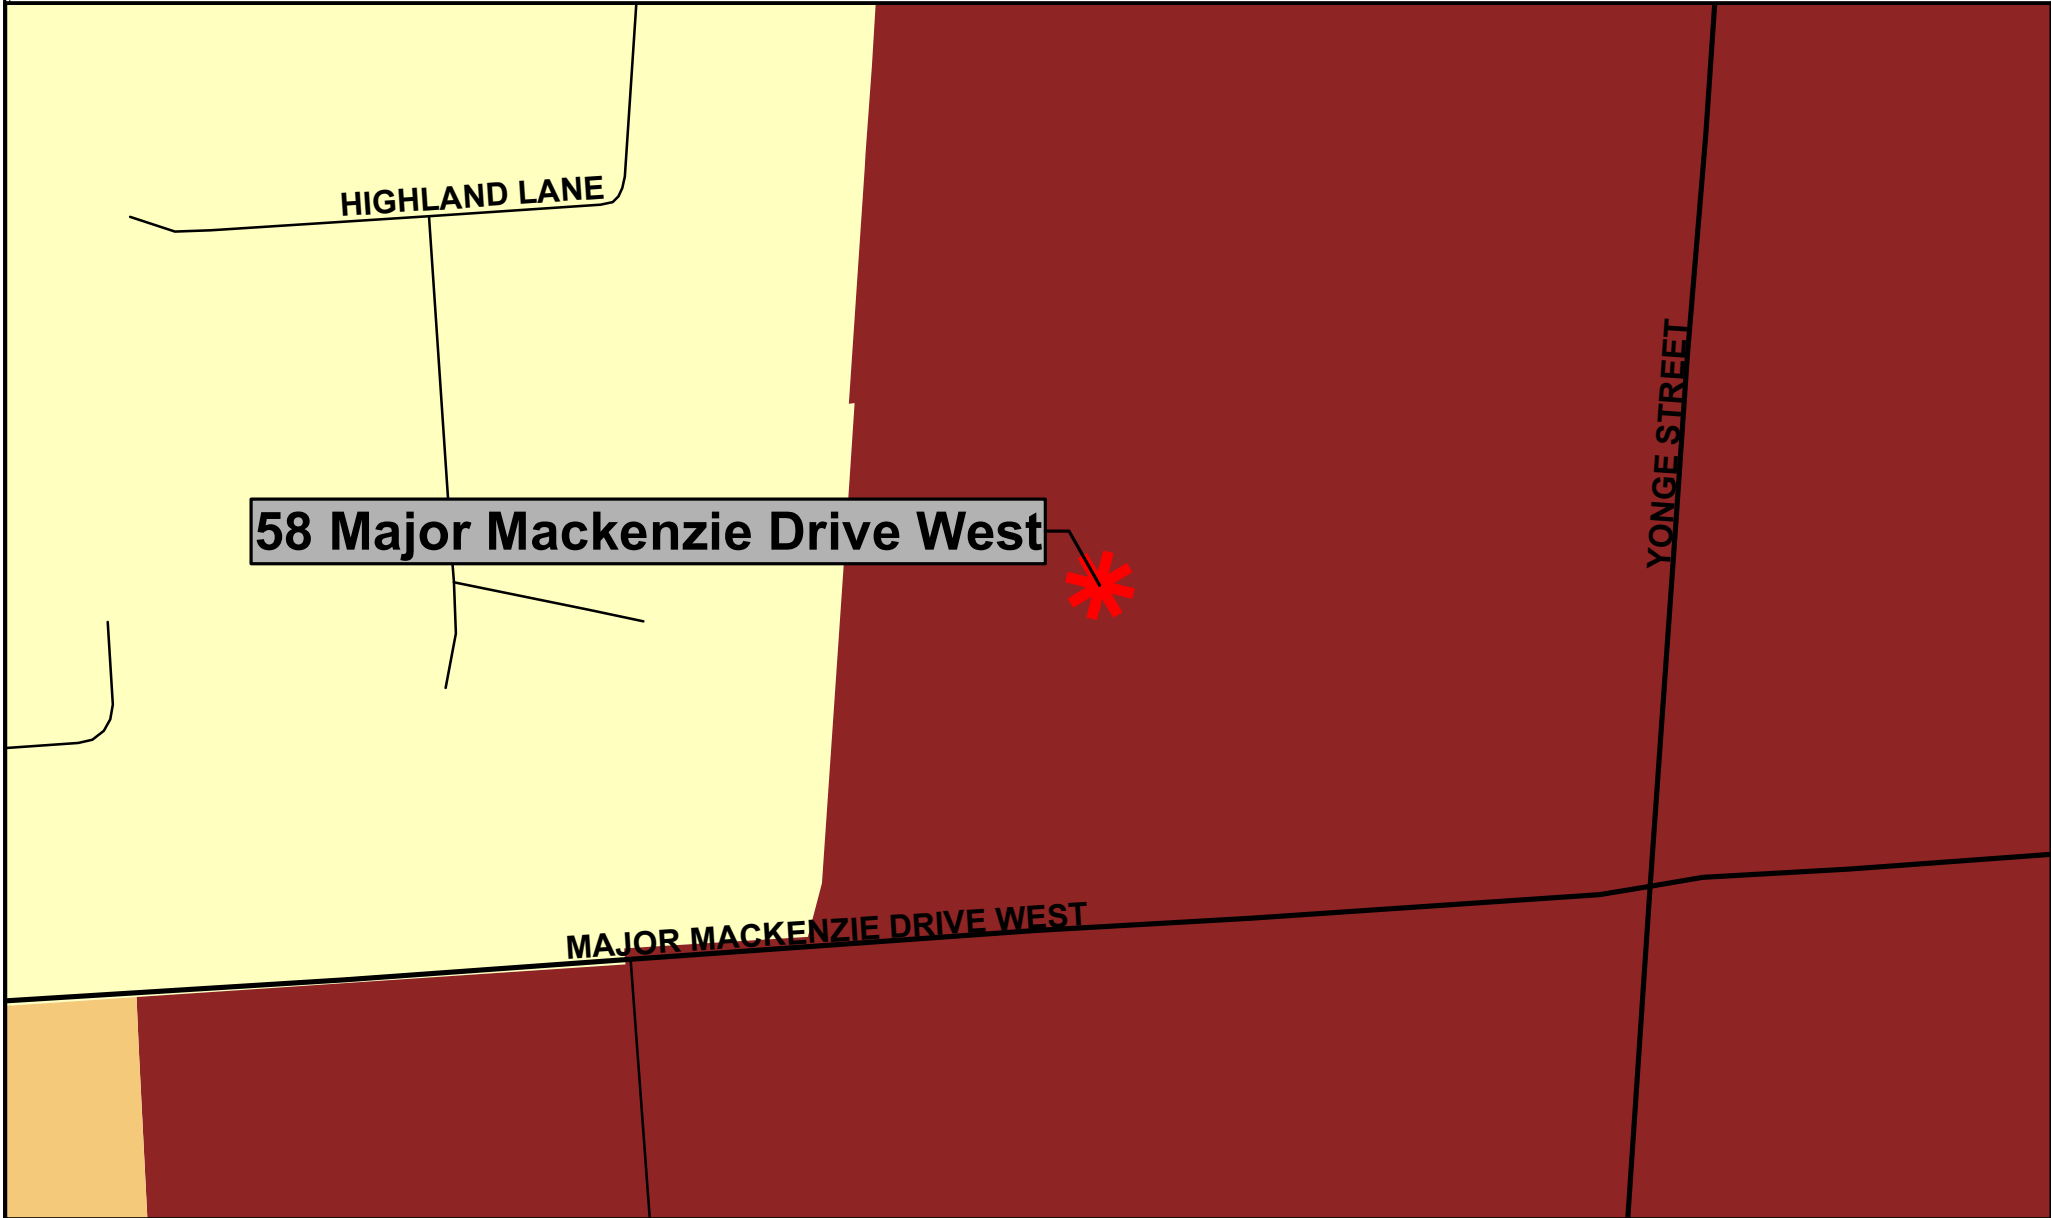 HIGHLAND LANE
YONGE STREET
58 Major Mackenzie Drive West
MAJOR MACKENZIE DRIVE WEST